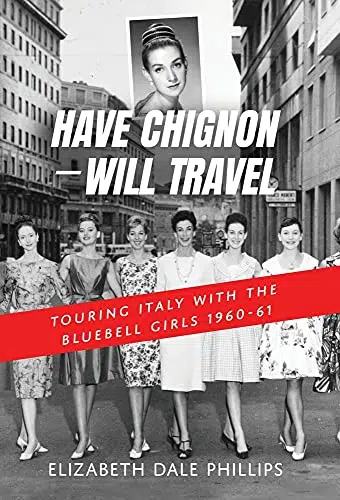 HAVE CHIGNON
—WILL TRAVEL
TOURING ITALY WITH THE
BLUEBELL GIRLS 1960-61
ELIZABETH DALE PHILLIPS